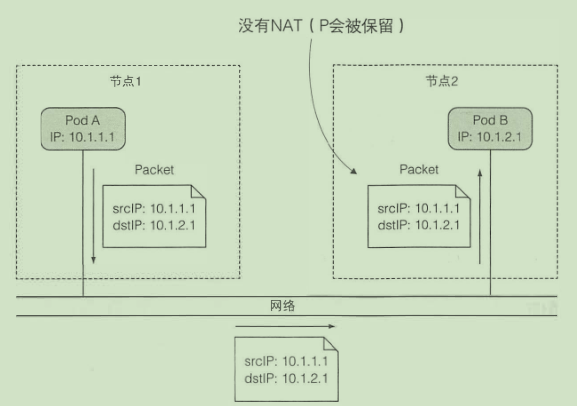 没有NAT（P会被保留）
节点1
节点2
Pod A
IP: 10.1.1.1
Pod B
IP: 10.1.2.1
Packet
srcIP: 10.1.1.1
dstIP: 10.1.2.1
Packet
srcIP: 10.1.1.1
dstIP: 10.1.2.1
网络
srcIP: 10.1.1.1
dstIP: 10.1.2.1